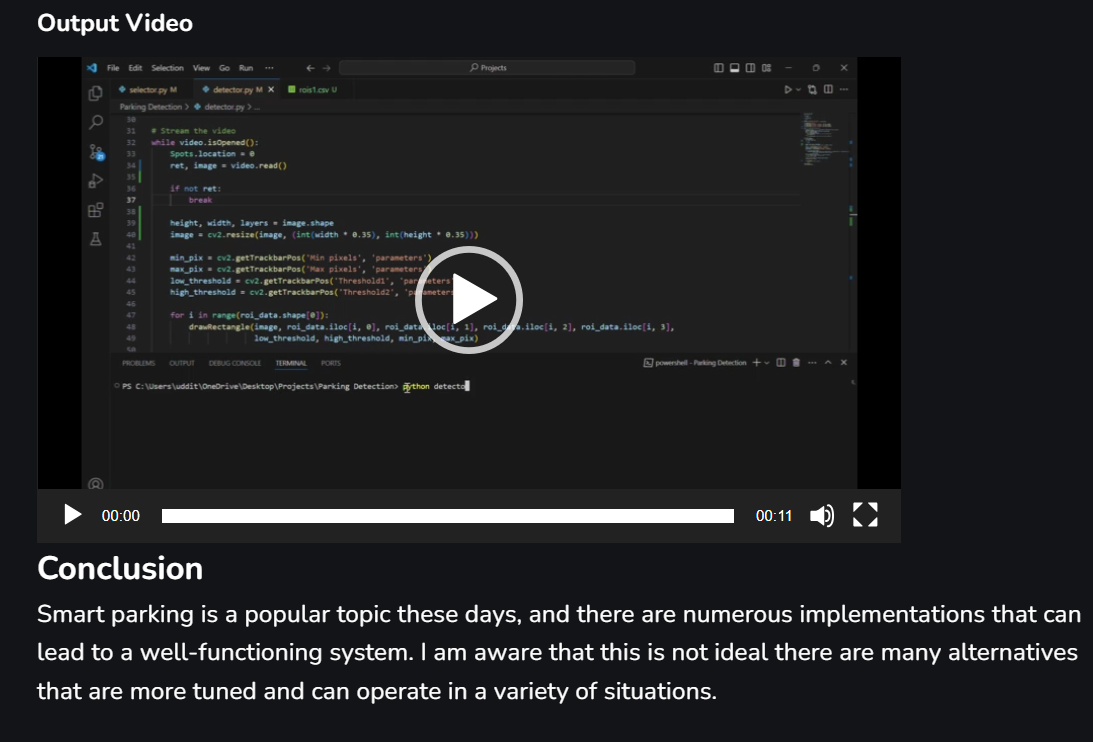 Output Video
File Edit Selection View Go Run ··· Projects
selector.py M detector.py M rois1.csv U
Parking Detection > detector.py > ...
30
31 # Stream the video
32 while video.isOpened():
33 Spots.location = 0
34 ret, image = video.read()
35
36 if not ret:
37 break
38
39 height, width, layers = image.shape
40 image = cv2.resize(image, (int(width * 0.35), int(height * 0.35)))
41
42 min_pix = cv2.getTrackbarPos('Min pixels', 'parameters')
43 max_pix = cv2.getTrackbarPos('Max pixels', 'parameters')
44 low_threshold = cv2.getTrackbarPos('Threshold1', 'parameters'
45 high_threshold = cv2.getTrackbarPos('Threshold2', 'parameters
46
47 for i in range(roi_data.shape[0]):
48 drawRectangle(image, roi_data.iloc[i, 0], roi_data.iloc[i, 1], roi_data.iloc[i, 2], roi_data.iloc[i, 3],
49 low_threshold, high_threshold, min_pix, max_pix)
50
PROBLEMS OUTPUT DEBUG CONSOLE TERMINAL PORTS powershell - Parking Detection
PS C:\Users\uddit\OneDrive\Desktop\Projects\Parking Detection> python detecto
00:00 00:11
Conclusion
Smart parking is a popular topic these days, and there are numerous implementations that can
lead to a well-functioning system. I am aware that this is not ideal there are many alternatives
that are more tuned and can operate in a variety of situations.